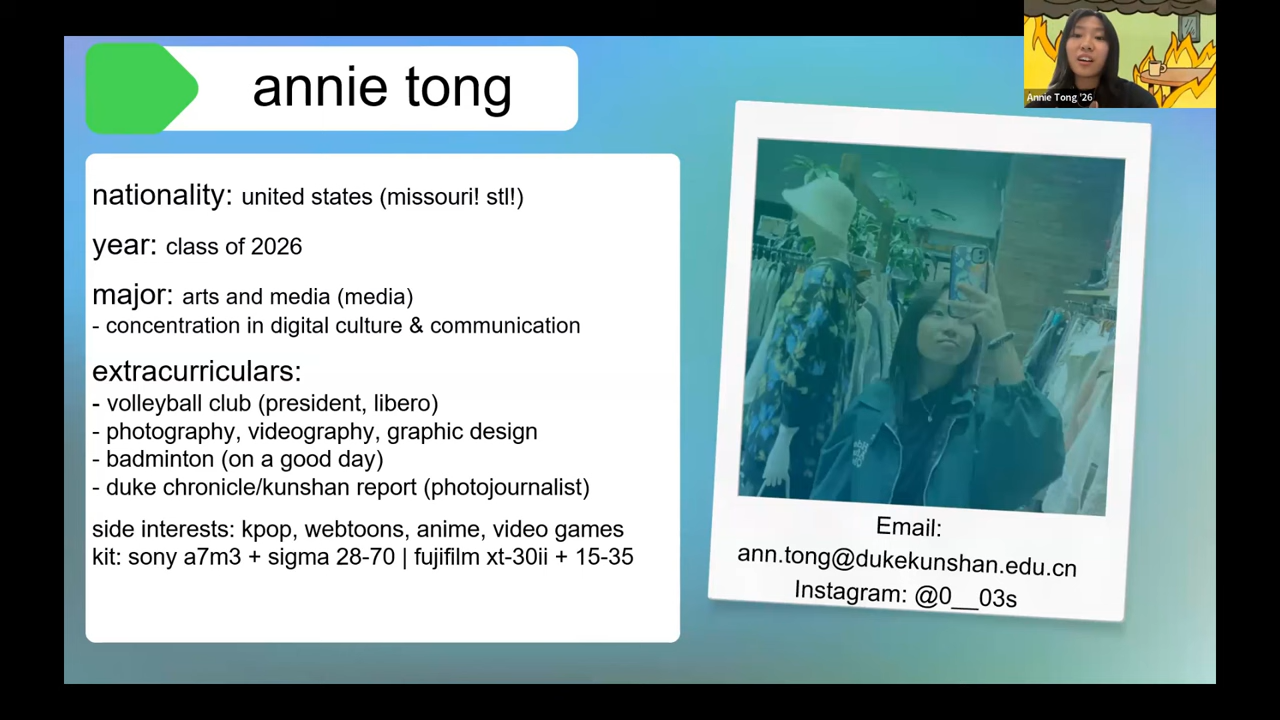 annie tong
nationality: united states (missouri! stl!)
year: class of 2026
major: arts and media (media)
- concentration in digital culture & communication
extracurriculars:
- volleyball club (president, libero)
- photography, videography, graphic design
- badminton (on a good day)
- duke chronicle/kunshan report (photojournalist)
side interests: kpop, webtoons, anime, video games
kit: sony a7m3 + sigma 28-70 | fujifilm xt-30ii + 15-35
Email:
ann.tong@dukekunshan.edu.cn
Instagram: @0__03s
Annie Tong '26